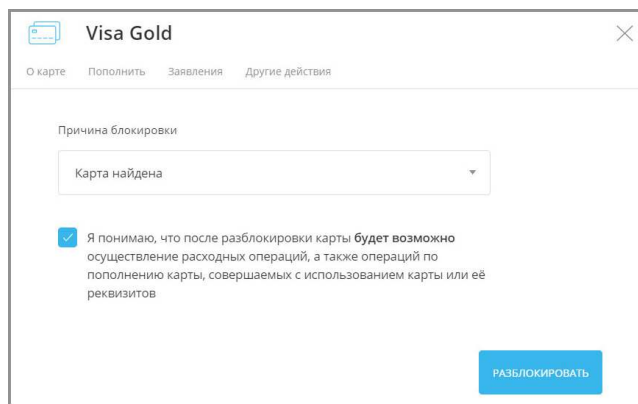 Visa Gold
О карте Пополнить Заявления Другие действия
Причина блокировки
Карта найдена
Я понимаю, что после разблокировки карты будет возможно
осуществление расходных операций, а также операций по
пополнению карты, совершаемых с использованием карты или её
реквизитов
РАЗБЛОКИРОВАТЬ